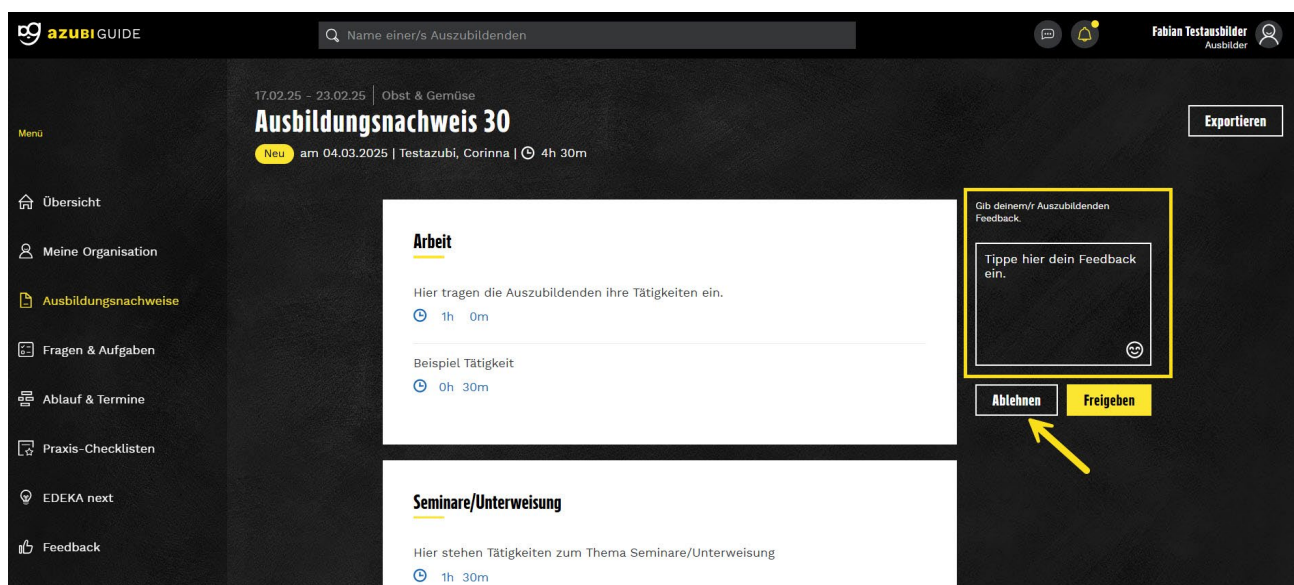 azubi GUIDE
Name einer/s Auszubildenden
Fabian Testausbilder
Ausbilder
Menü
Übersicht
Meine Organisation
Ausbildungsnachweise
Fragen & Aufgaben
Ablauf & Termine
Praxis-Checklisten
EDEKA next
Feedback
17.02.25 - 23.02.25 | Obst & Gemüse
Ausbildungsnachweis 30
Neu am 04.03.2025 | Testazubi, Corinna | 4h 30m
Exportieren
Arbeit
Hier tragen die Auszubildenden ihre Tätigkeiten ein.
1h 0m
Beispiel Tätigkeit
0h 30m
Seminare/Unterweisung
Hier stehen Tätigkeiten zum Thema Seminare/Unterweisung
1h 30m
Gib deinem/r Auszubildenden
Feedback.
Tippe hier dein Feedback
ein.
Ablehnen
Freigeben